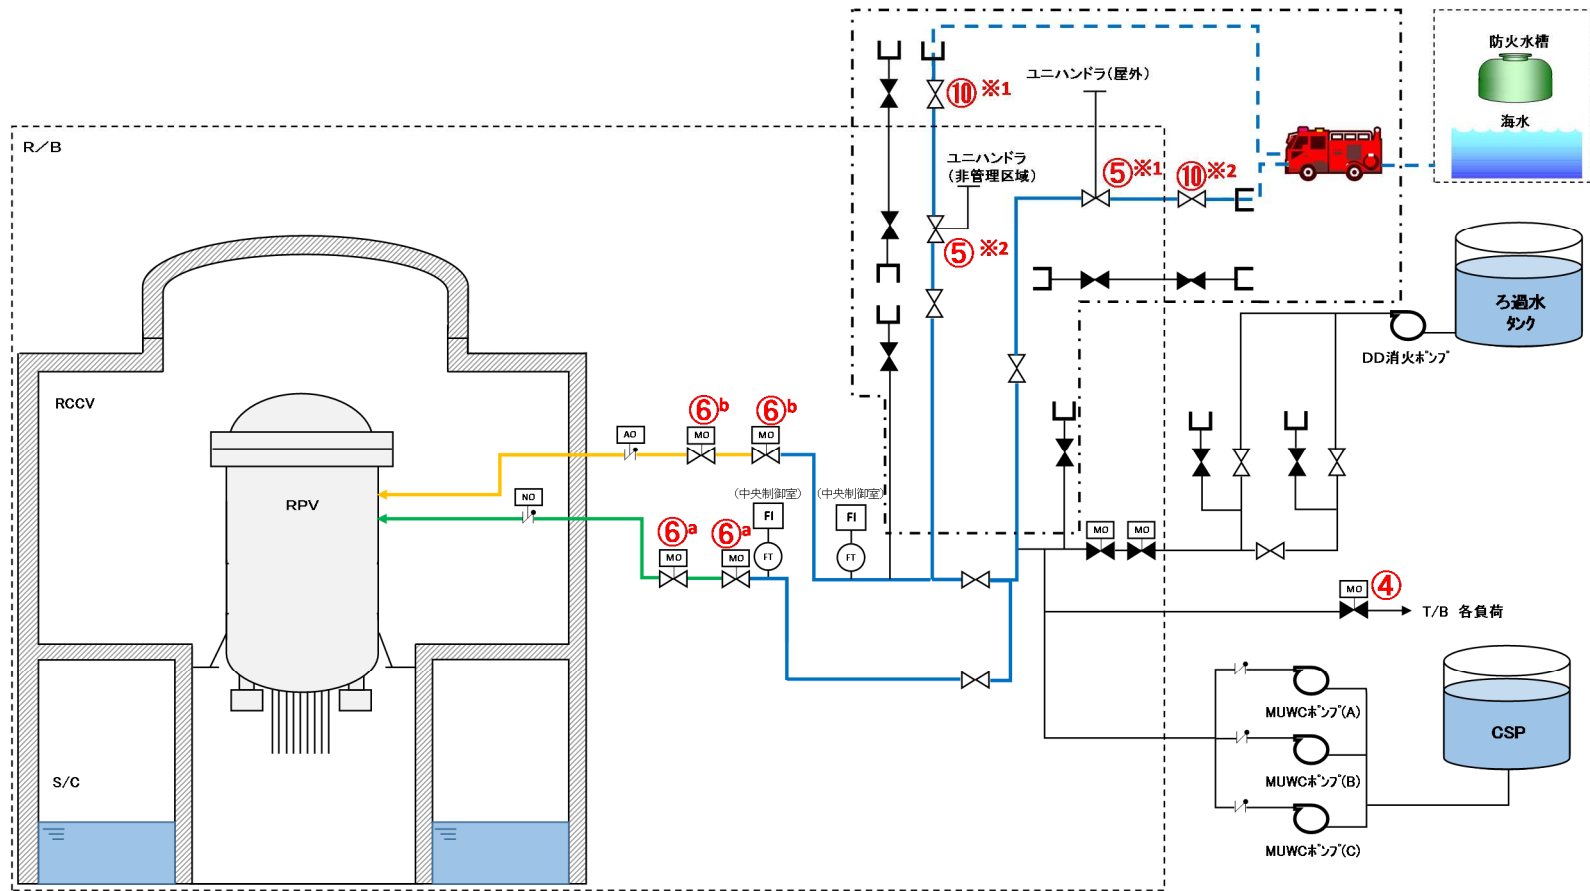 防火水槽
海水
ユニハンドラ(屋外)
⑩※1
R/B
ユニハンドラ
(非管理区域)
⑤※1
⑩※2
⑤※2
ろ過水
タンク
DD消火ポンプ
RCCV
⑥b
⑥b
AO
MO
MO
(中央制御室)
(中央制御室)
NO
RPV
FI
FI
⑥a
⑥a
MO
MO
FT
FT
MO
MO
MO
④
T/B 各負荷
MUWCポンプ(A)
CSP
MUWCポンプ(B)
S/C
MUWCポンプ(C)